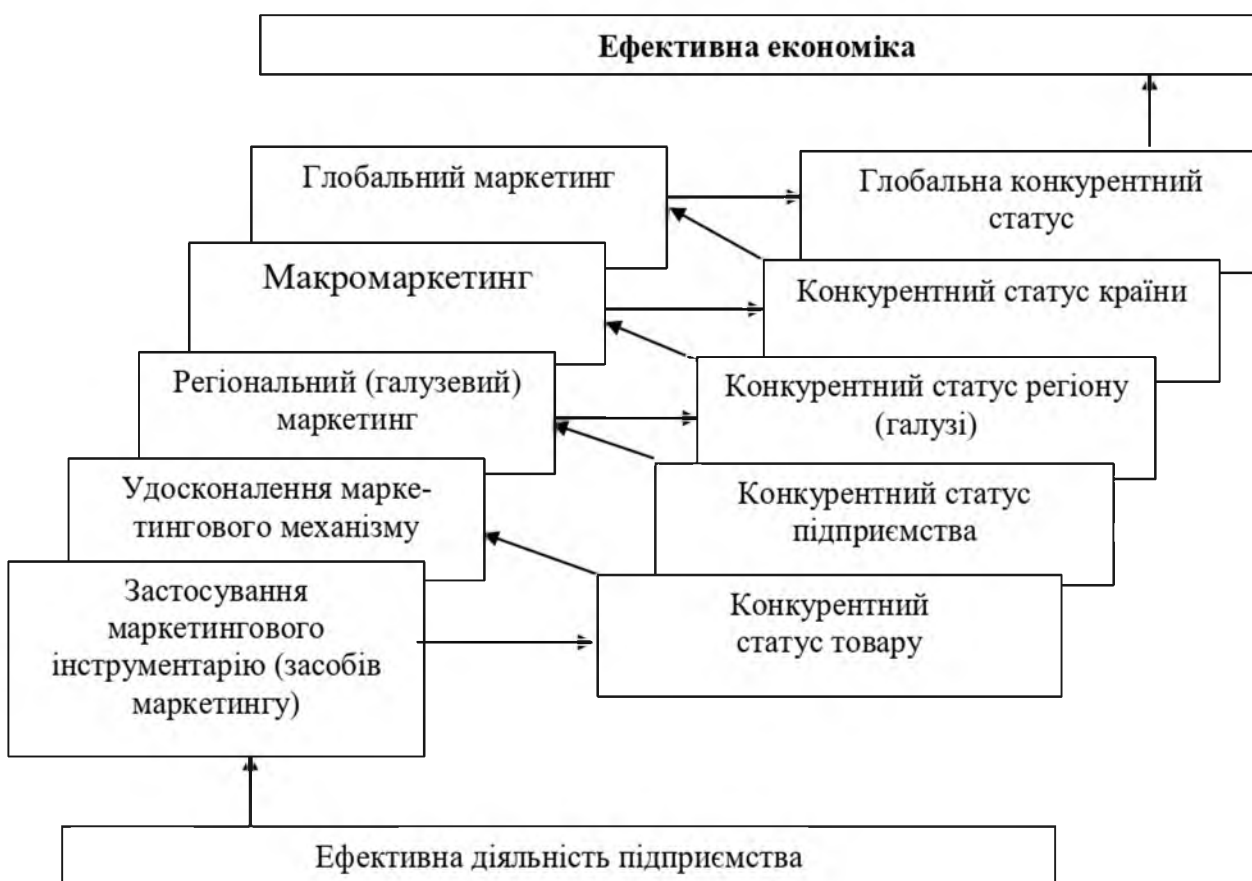 Ефективна економіка
Глобальний маркетинг
Глобальна конкурентний
статус
Макромаркетинг
Конкурентний статус країни
Регіональний (галузевий)
маркетинг
Конкурентний статус регіону
(галузі)
Удосконалення марке-
тингового механізму
Конкурентний статус
підприємства
Застосування
маркетингового
інструментарію (засобів
маркетингу)
Конкурентний
статус товару
Ефективна діяльність підприємства